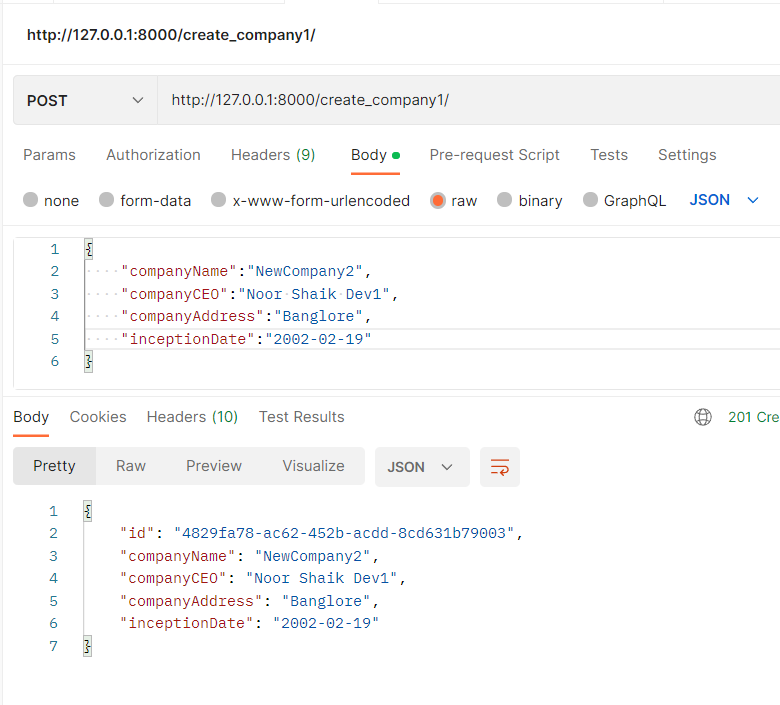 http://127.0.0.1:8000/create_company1/
POST http://127.0.0.1:8000/create_company1/
Params Authorization Headers (9) Body Pre-request Script Tests Settings
none form-data x-www-form-urlencoded raw binary GraphQL JSON
1 {
2 "companyName":"NewCompany2",
3 "companyCEO":"Noor Shaik Dev1",
4 "companyAddress":"Banglore",
5 "inceptionDate":"2002-02-19"
6 }
Body Cookies Headers (10) Test Results 201 Cre
Pretty Raw Preview Visualize JSON
1 {
2 "id": "4829fa78-ac62-452b-acdd-8cd631b79003",
3 "companyName": "NewCompany2",
4 "companyCEO": "Noor Shaik Dev1",
5 "companyAddress": "Banglore",
6 "inceptionDate": "2002-02-19"
7 }